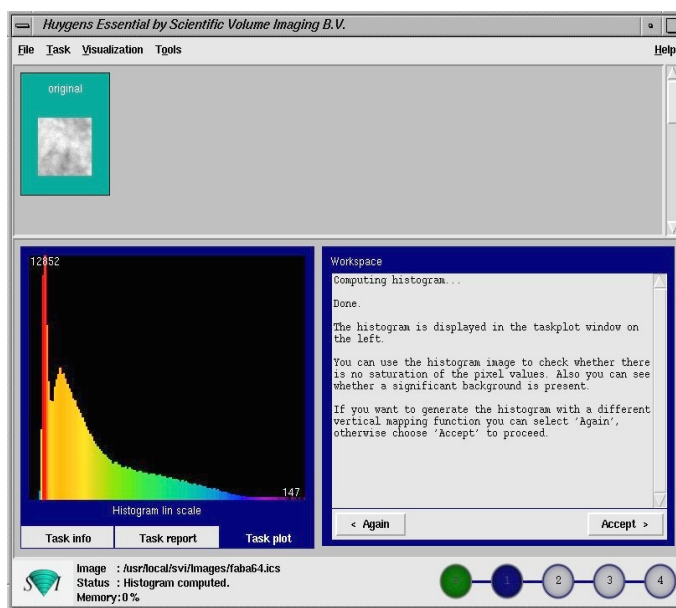 Huygens Essential by Scientific Volume Imaging B.V.
File Task Visualization Tools Help
original
12852
147
Histogram lin scale
Task info Task report Task plot
Workspace
Computing histogram...
Done.
The histogram is displayed in the taskplot window on
the left.
You can use the histogram image to check whether there
is no saturation of the pixel values. Also you can see
whether a significant background is present.
If you want to generate the histogram with a different
vertical mapping function you can select 'Again',
otherwise choose 'Accept' to proceed.
< Again Accept >
SVI
Image : /usr/local/svi/Images/faba64.ics
Status : Histogram computed.
Memory:0 %
1 2 3 4